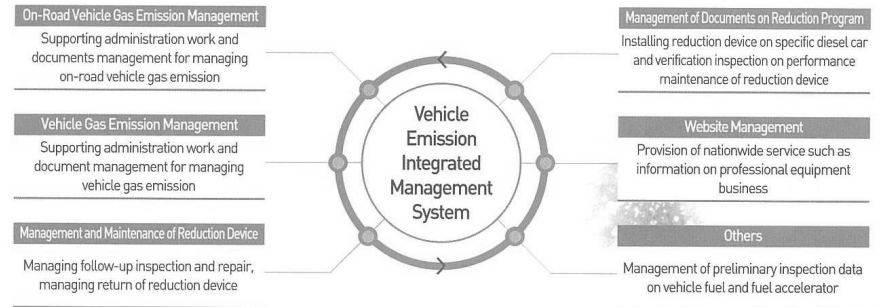 On-Road Vehicle Gas Emission Management
Supporting administration work and
documents management for managing
on-road vehicle gas emission
Vehicle Gas Emission Management
Supporting administration work and
document management for managing
vehicle gas emission
Management and Maintenance of Reduction Device
Managing follow-up inspection and repair,
managing return of reduction device
Vehicle
Emission
Integrated
Management
System
Management of Documents on Reduction Program
Installing reduction device on specific diesel car
and verification inspection on performance
maintenance of reduction device
Website Management
Provision of nationwide service such as
information on professional equipment
business
Others
Management of preliminary inspection data
on vehicle fuel and fuel accelerator